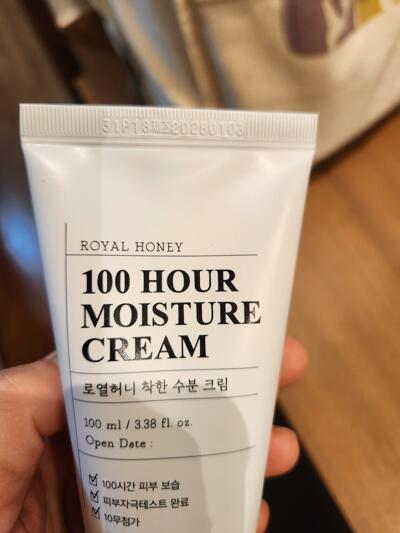 ROYAL HONEY
100 HOUR
MOISTURE
CREAM
로열허니 착한 수분 크림
100 ml / 3.38 fl. oz.
Open Date :
100시간 피부 보습
피부자극테스트 완료
10무첨가